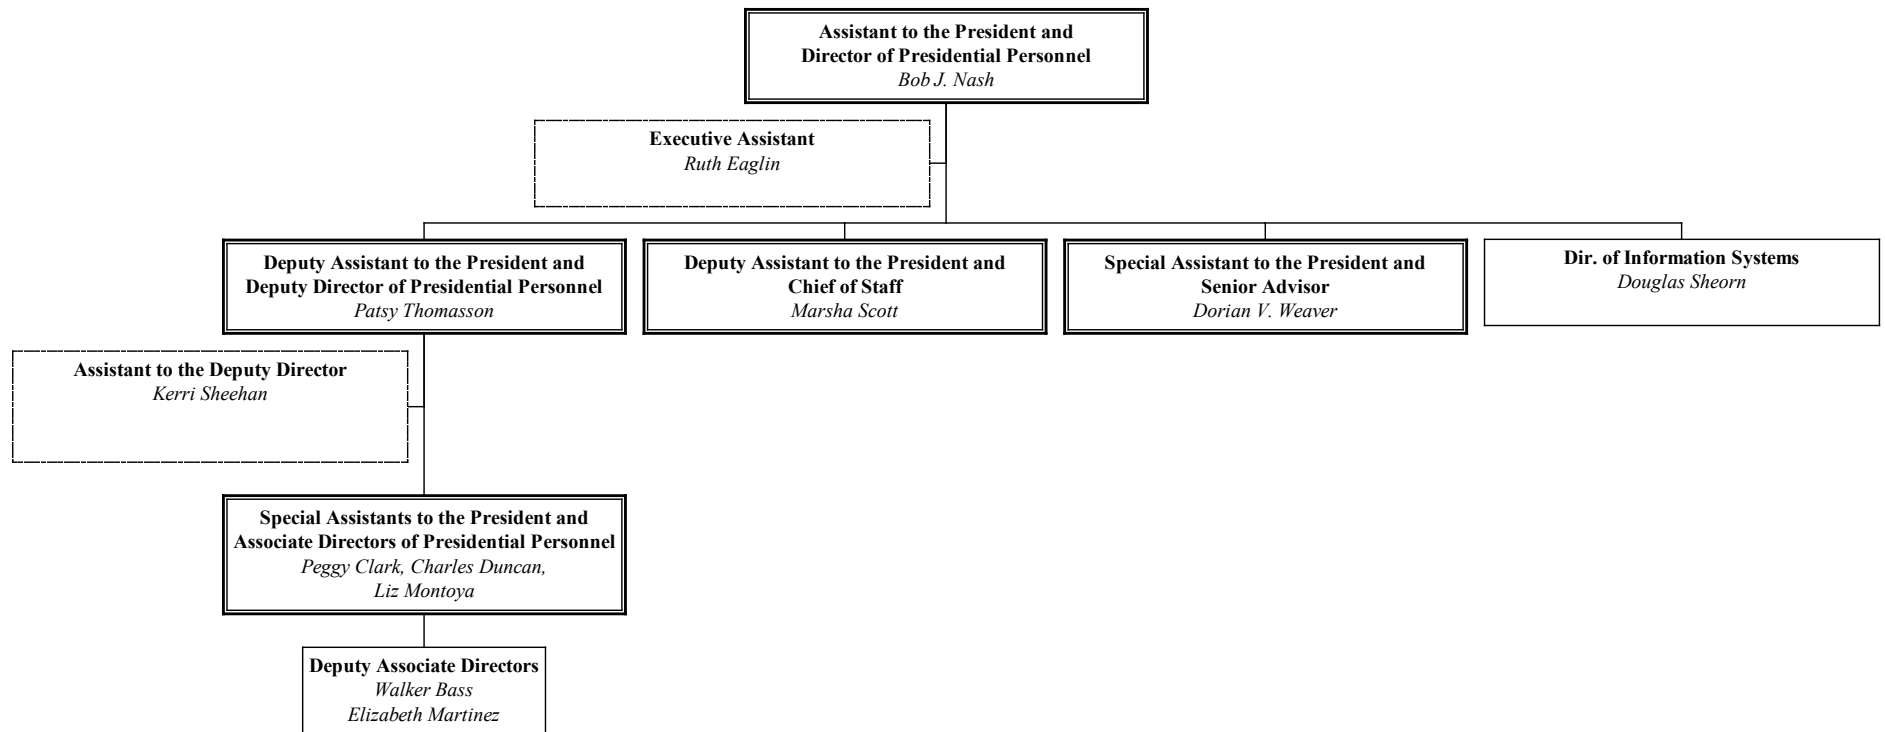 Assistant to the President and
Director of Presidential Personnel
Bob J. Nash
Executive Assistant
Ruth Eaglin
Deputy Assistant to the President and
Deputy Director of Presidential Personnel
Patsy Thomasson
Deputy Assistant to the President and
Chief of Staff
Marsha Scott
Special Assistant to the President and
Senior Advisor
Dorian V. Weaver
Dir. of Information Systems
Douglas Sheorn
Assistant to the Deputy Director
Kerri Sheehan
Special Assistants to the President and
Associate Directors of Presidential Personnel
Peggy Clark, Charles Duncan,
Liz Montoya
Deputy Associate Directors
Walker Bass
Elizabeth Martinez